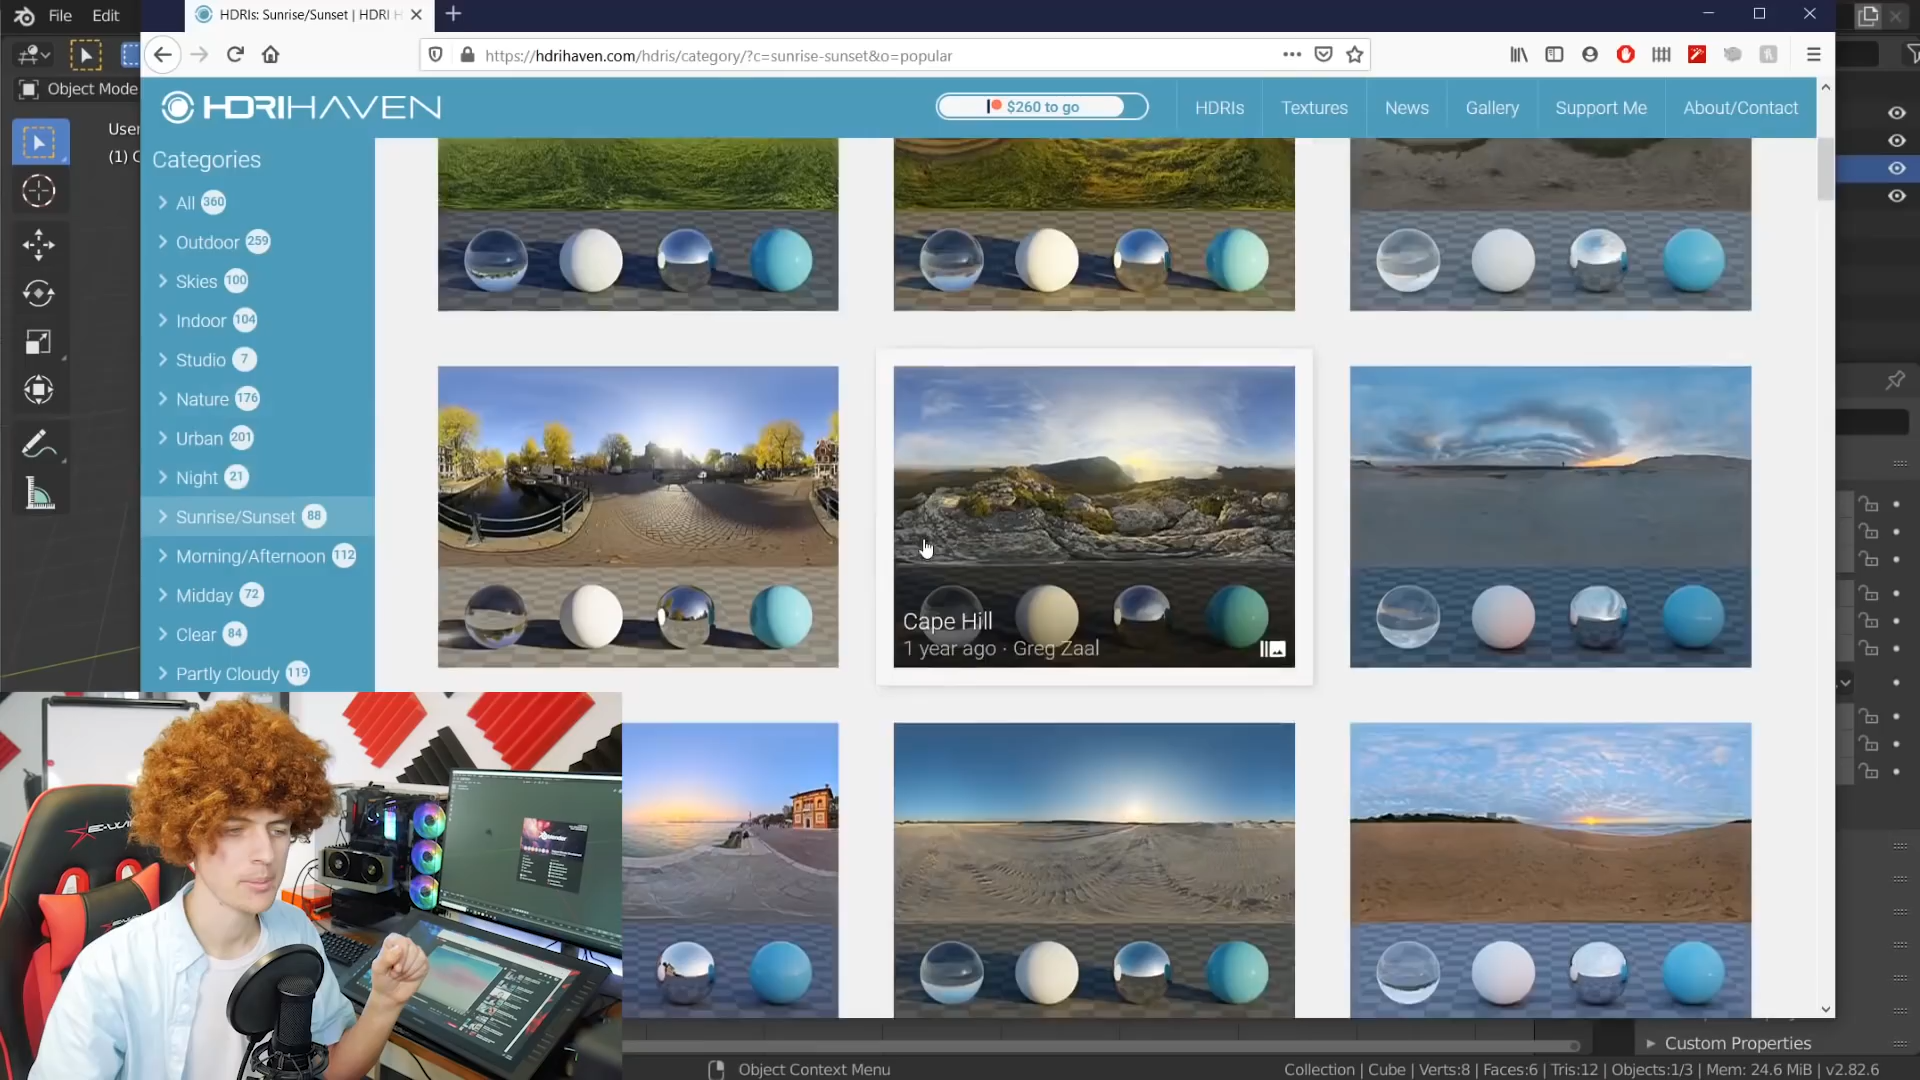 File Edit
HDRIs: Sunrise/Sunset | HDRI H
https://hdrihaven.com/hdris/category/?c=sunrise-sunset&o=popular
Object Mode
HDRIHAVEN
$260 to go
HDRIs
Textures
News
Gallery
Support Me
About/Contact
User
(1) C
Categories
All 360
Outdoor 259
Skies 100
Indoor 104
Studio 7
Nature 176
Urban 201
Night 21
Sunrise/Sunset 88
Morning/Afternoon 112
Midday 72
Clear 84
Partly Cloudy 119
Cape Hill
1 year ago · Greg Zaal
Custom Properties
Object Context Menu
Collection | Cube | Verts:8 | Faces:6 | Tris:12 | Objects:1/3 | Mem: 24.6 MiB | v2.82.6